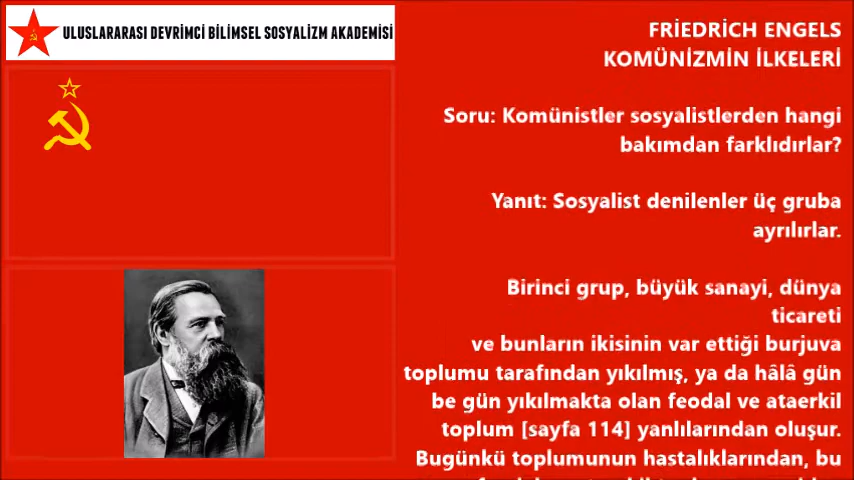 ULUSLARARASI DEVRİMCİ BİLİMSEL SOSYALİZM AKADEMİSİ
FRİEDRİCH ENGELS
KOMÜNİZMİN İLKELERİ
Soru: Komünistler sosyalistlerden hangi
bakımdan farklıdırlar?
Yanıt: Sosyalist denilenler üç gruba
ayrılırlar.
Birinci grup, büyük sanayi, dünya
ticareti
ve bunların ikisinin var ettiği burjuva
toplumu tarafından yıkılmış, ya da hâlâ gün
be gün yıkılmakta olan feodal ve ataerkil
toplum [sayfa 114] yanlılarından oluşur.
Bugünkü toplumunun hastalıklarından, bu